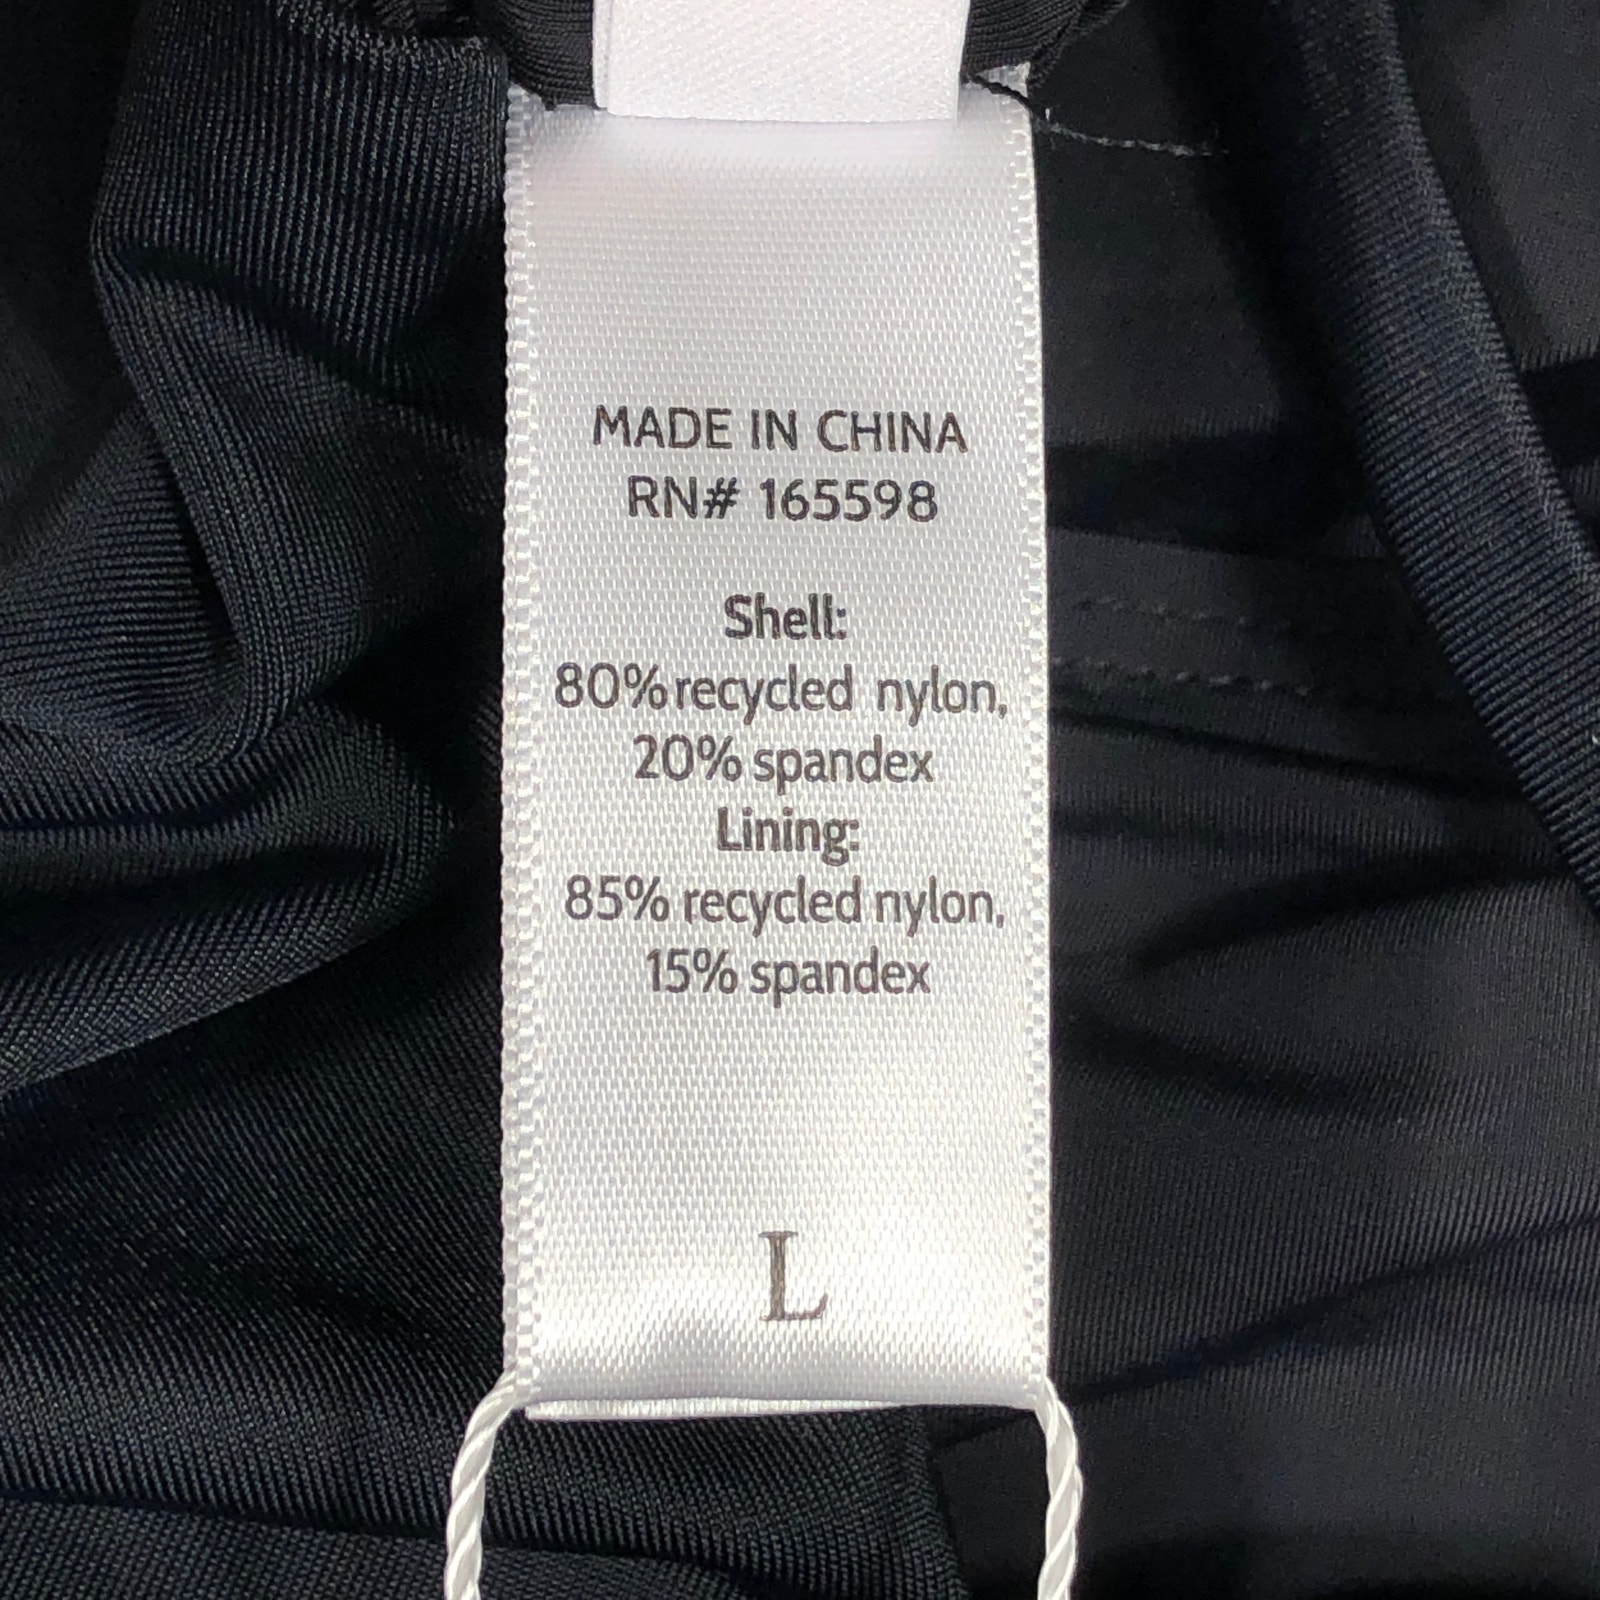 MADE IN CHINA
RN# 165598
Shell:
80% recycled nylon,
20% spandex
Lining:
85% recycled nylon,
15% spandex
L